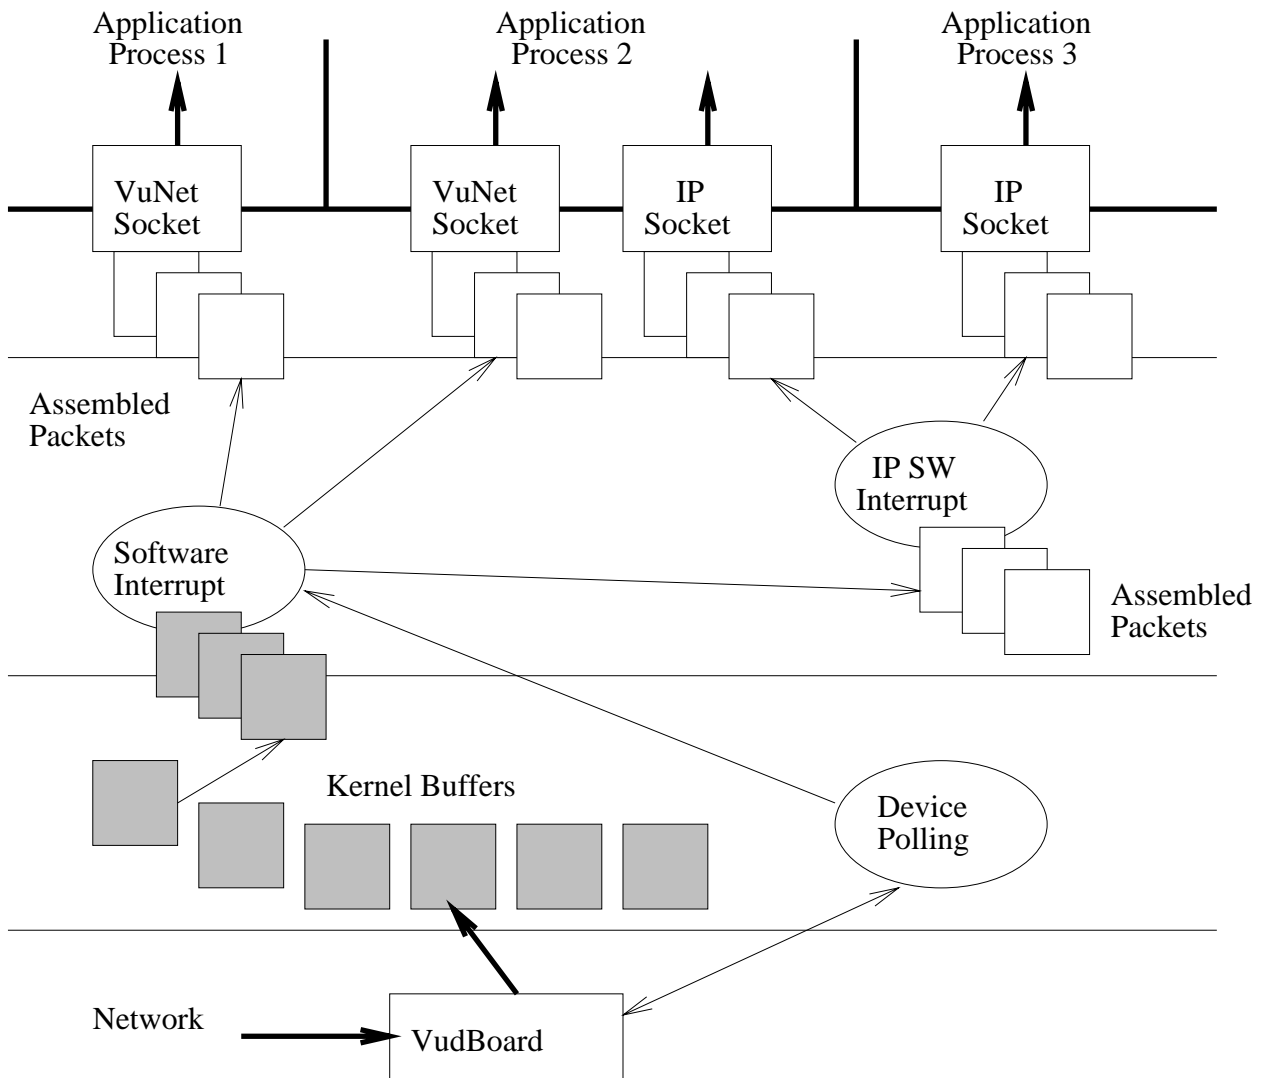 Application
Process 1
Application
Process 2
Application
Process 3
VuNet
Socket
VuNet
Socket
IP
Socket
IP
Socket
Assembled
Packets
IP SW
Interrupt
Software
Interrupt
Assembled
Packets
Kernel Buffers
Device
Polling
Network
VudBoard